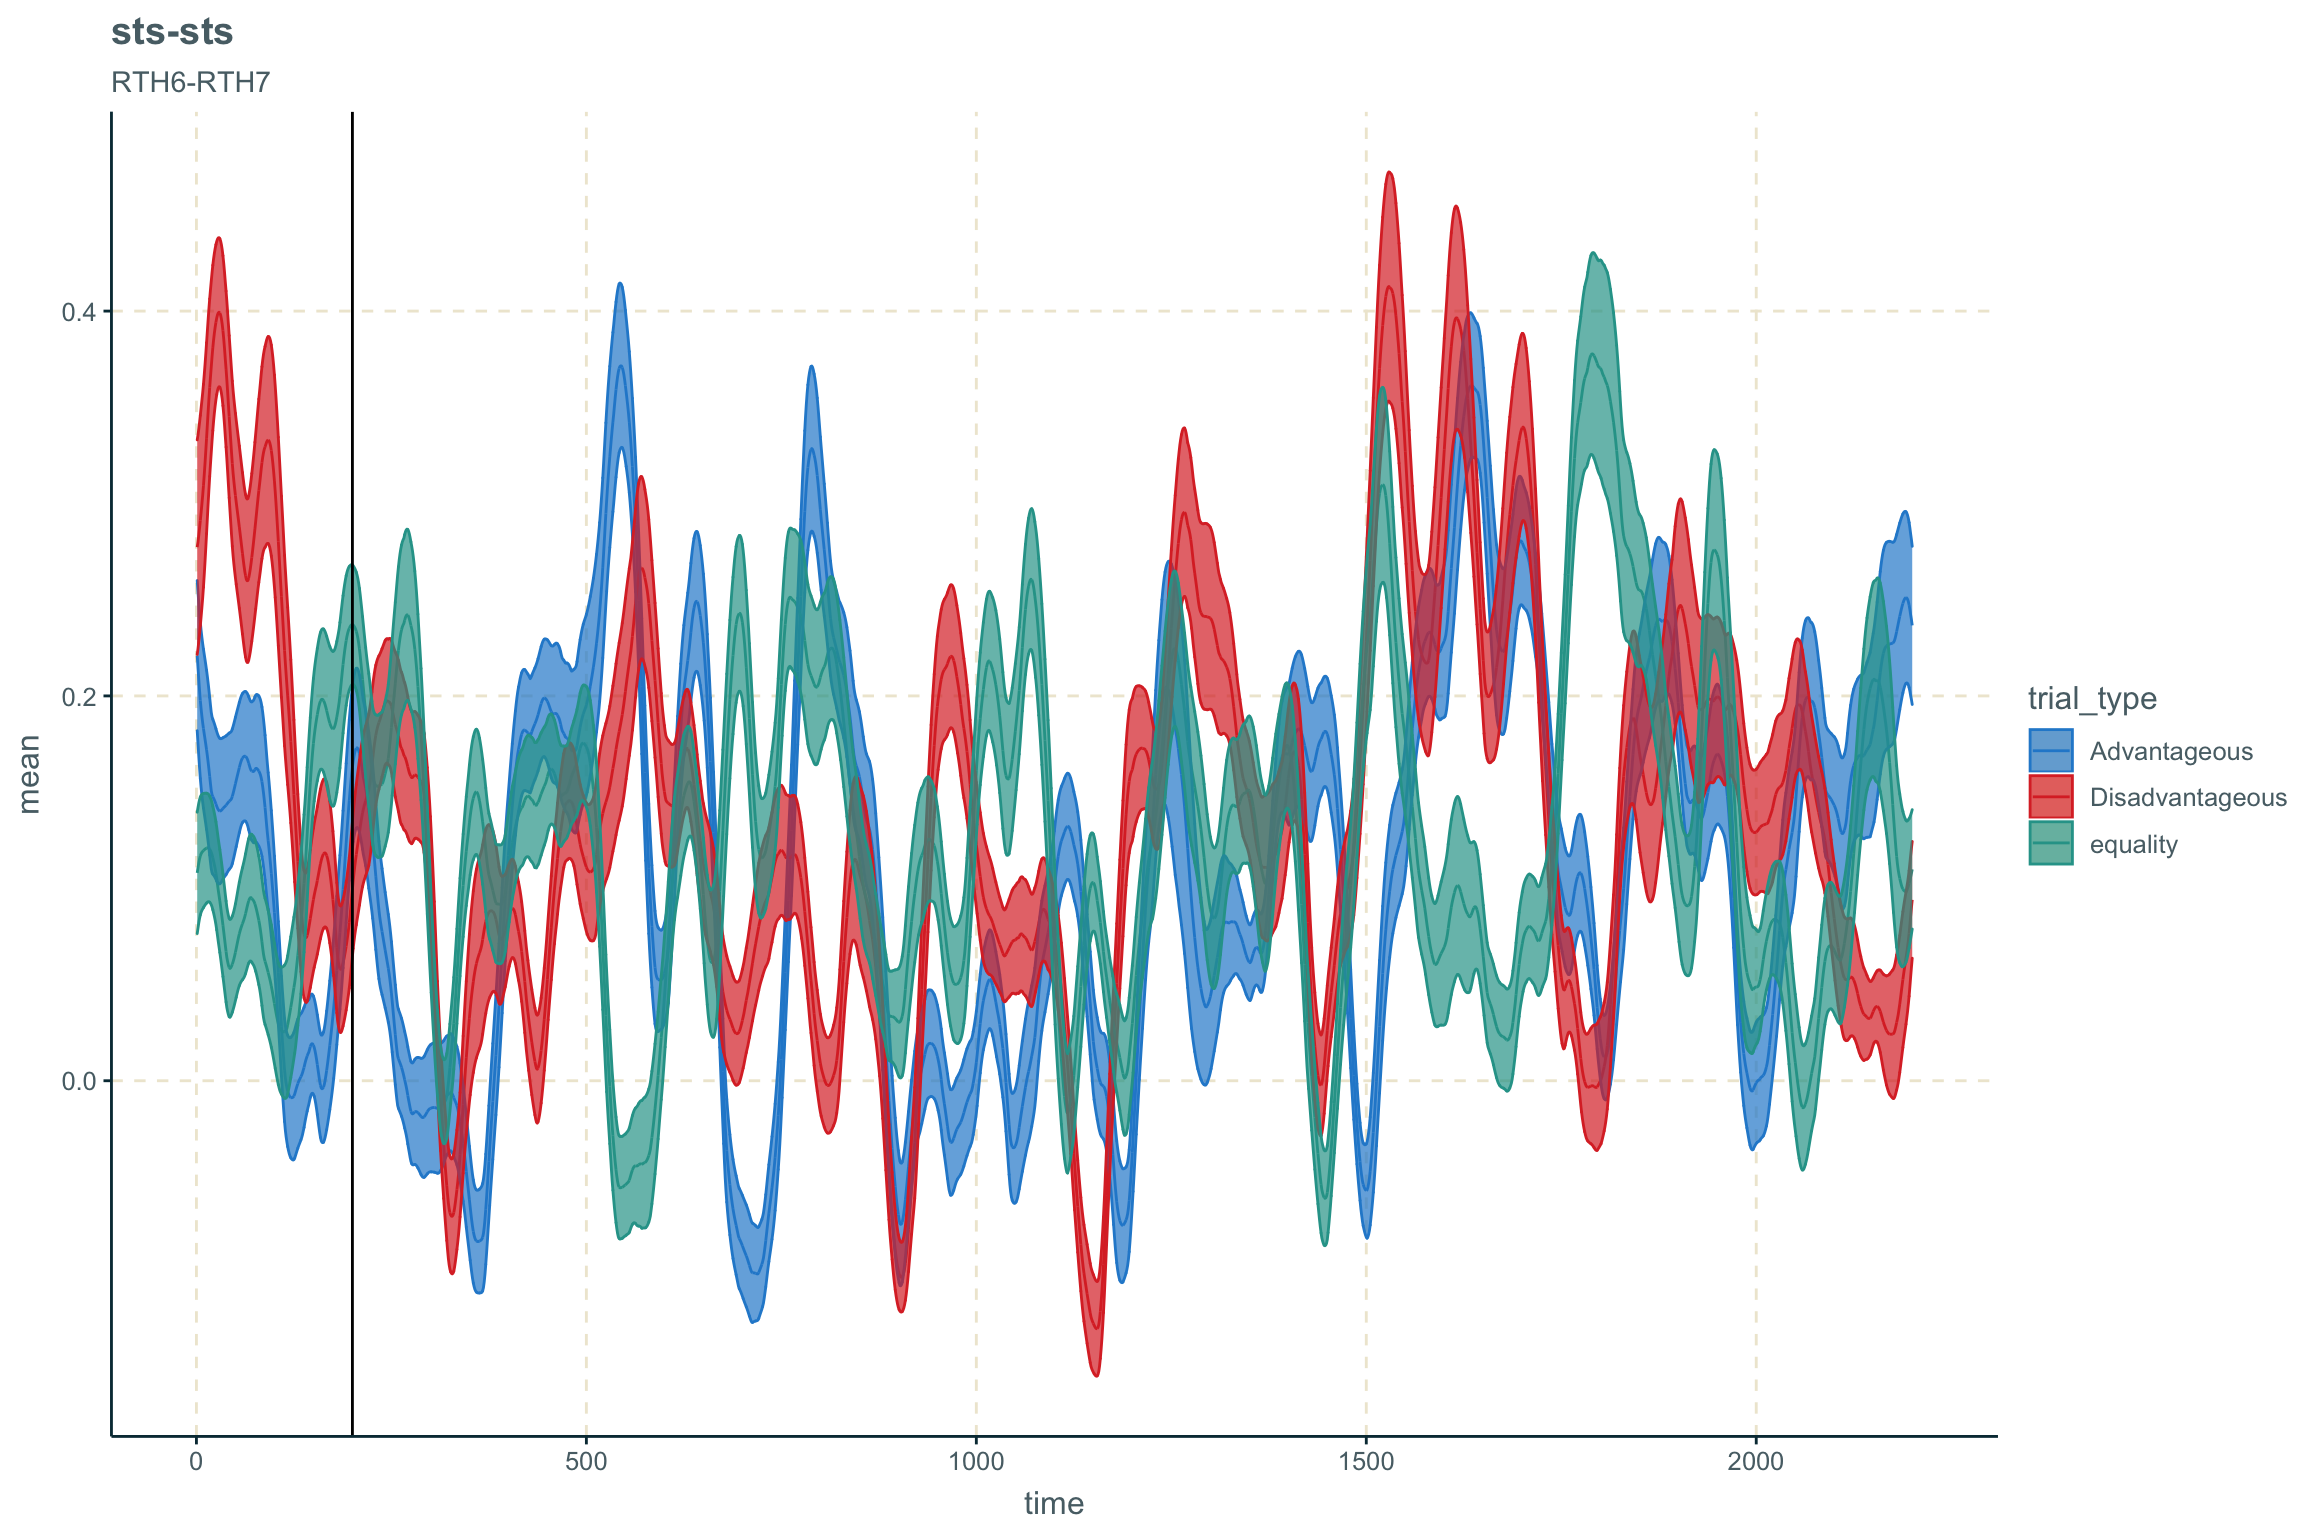 sts-sts
RTH6-RTH7
mean
0.4
0.2
0.0
0
500
1000
1500
2000
time
trial_type
Advantageous
Disadvantageous
equality